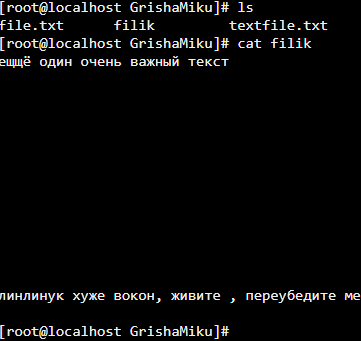 [root@localhost GrishaMiku]# ls
file.txt filik textfile.txt
[root@localhost GrishaMiku]# cat filik
ещщё один очень важный текст
линлинук хуже вокон, живите , переубедите ме
[root@localhost GrishaMiku]#